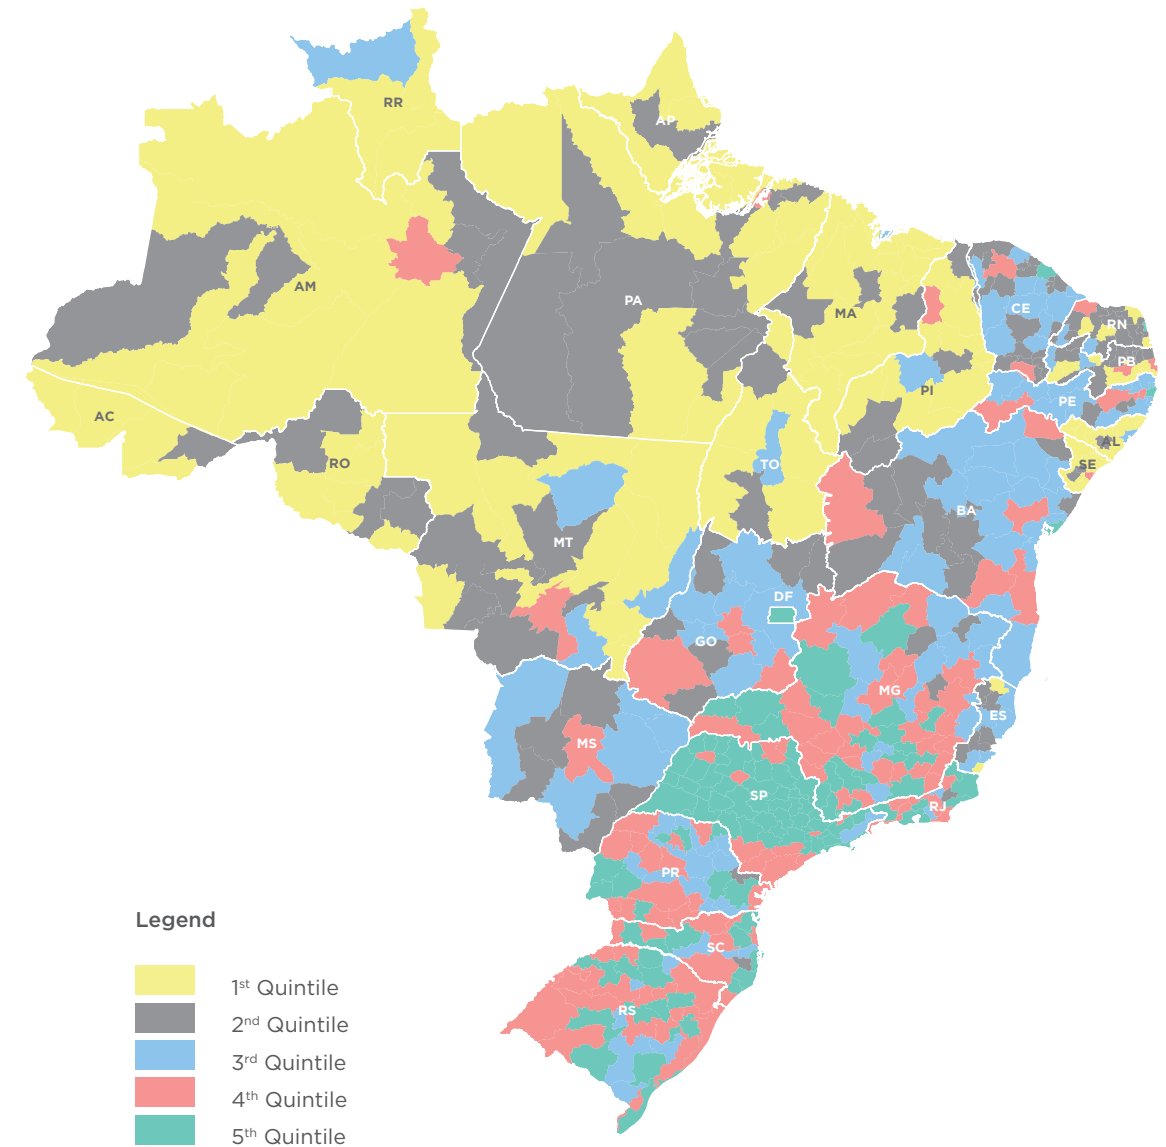 RR
AP
AM
PA
MA
CE
RN
PB
PI
PE
AC
AL
RO
TO
SE
BA
MT
DF
GO
MG
ES
MS
SP
RJ
PR
SC
RS
Legend
1st Quintile
2nd Quintile
3rd Quintile
4th Quintile
5th Quintile